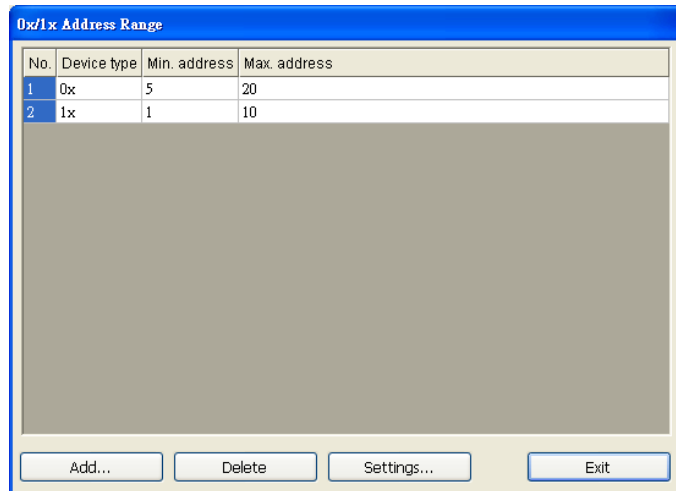 0x/1x Address Range
No. Device type Min. address Max. address
1 0x 5 20
2 1x 1 10
Add... Delete Settings... Exit